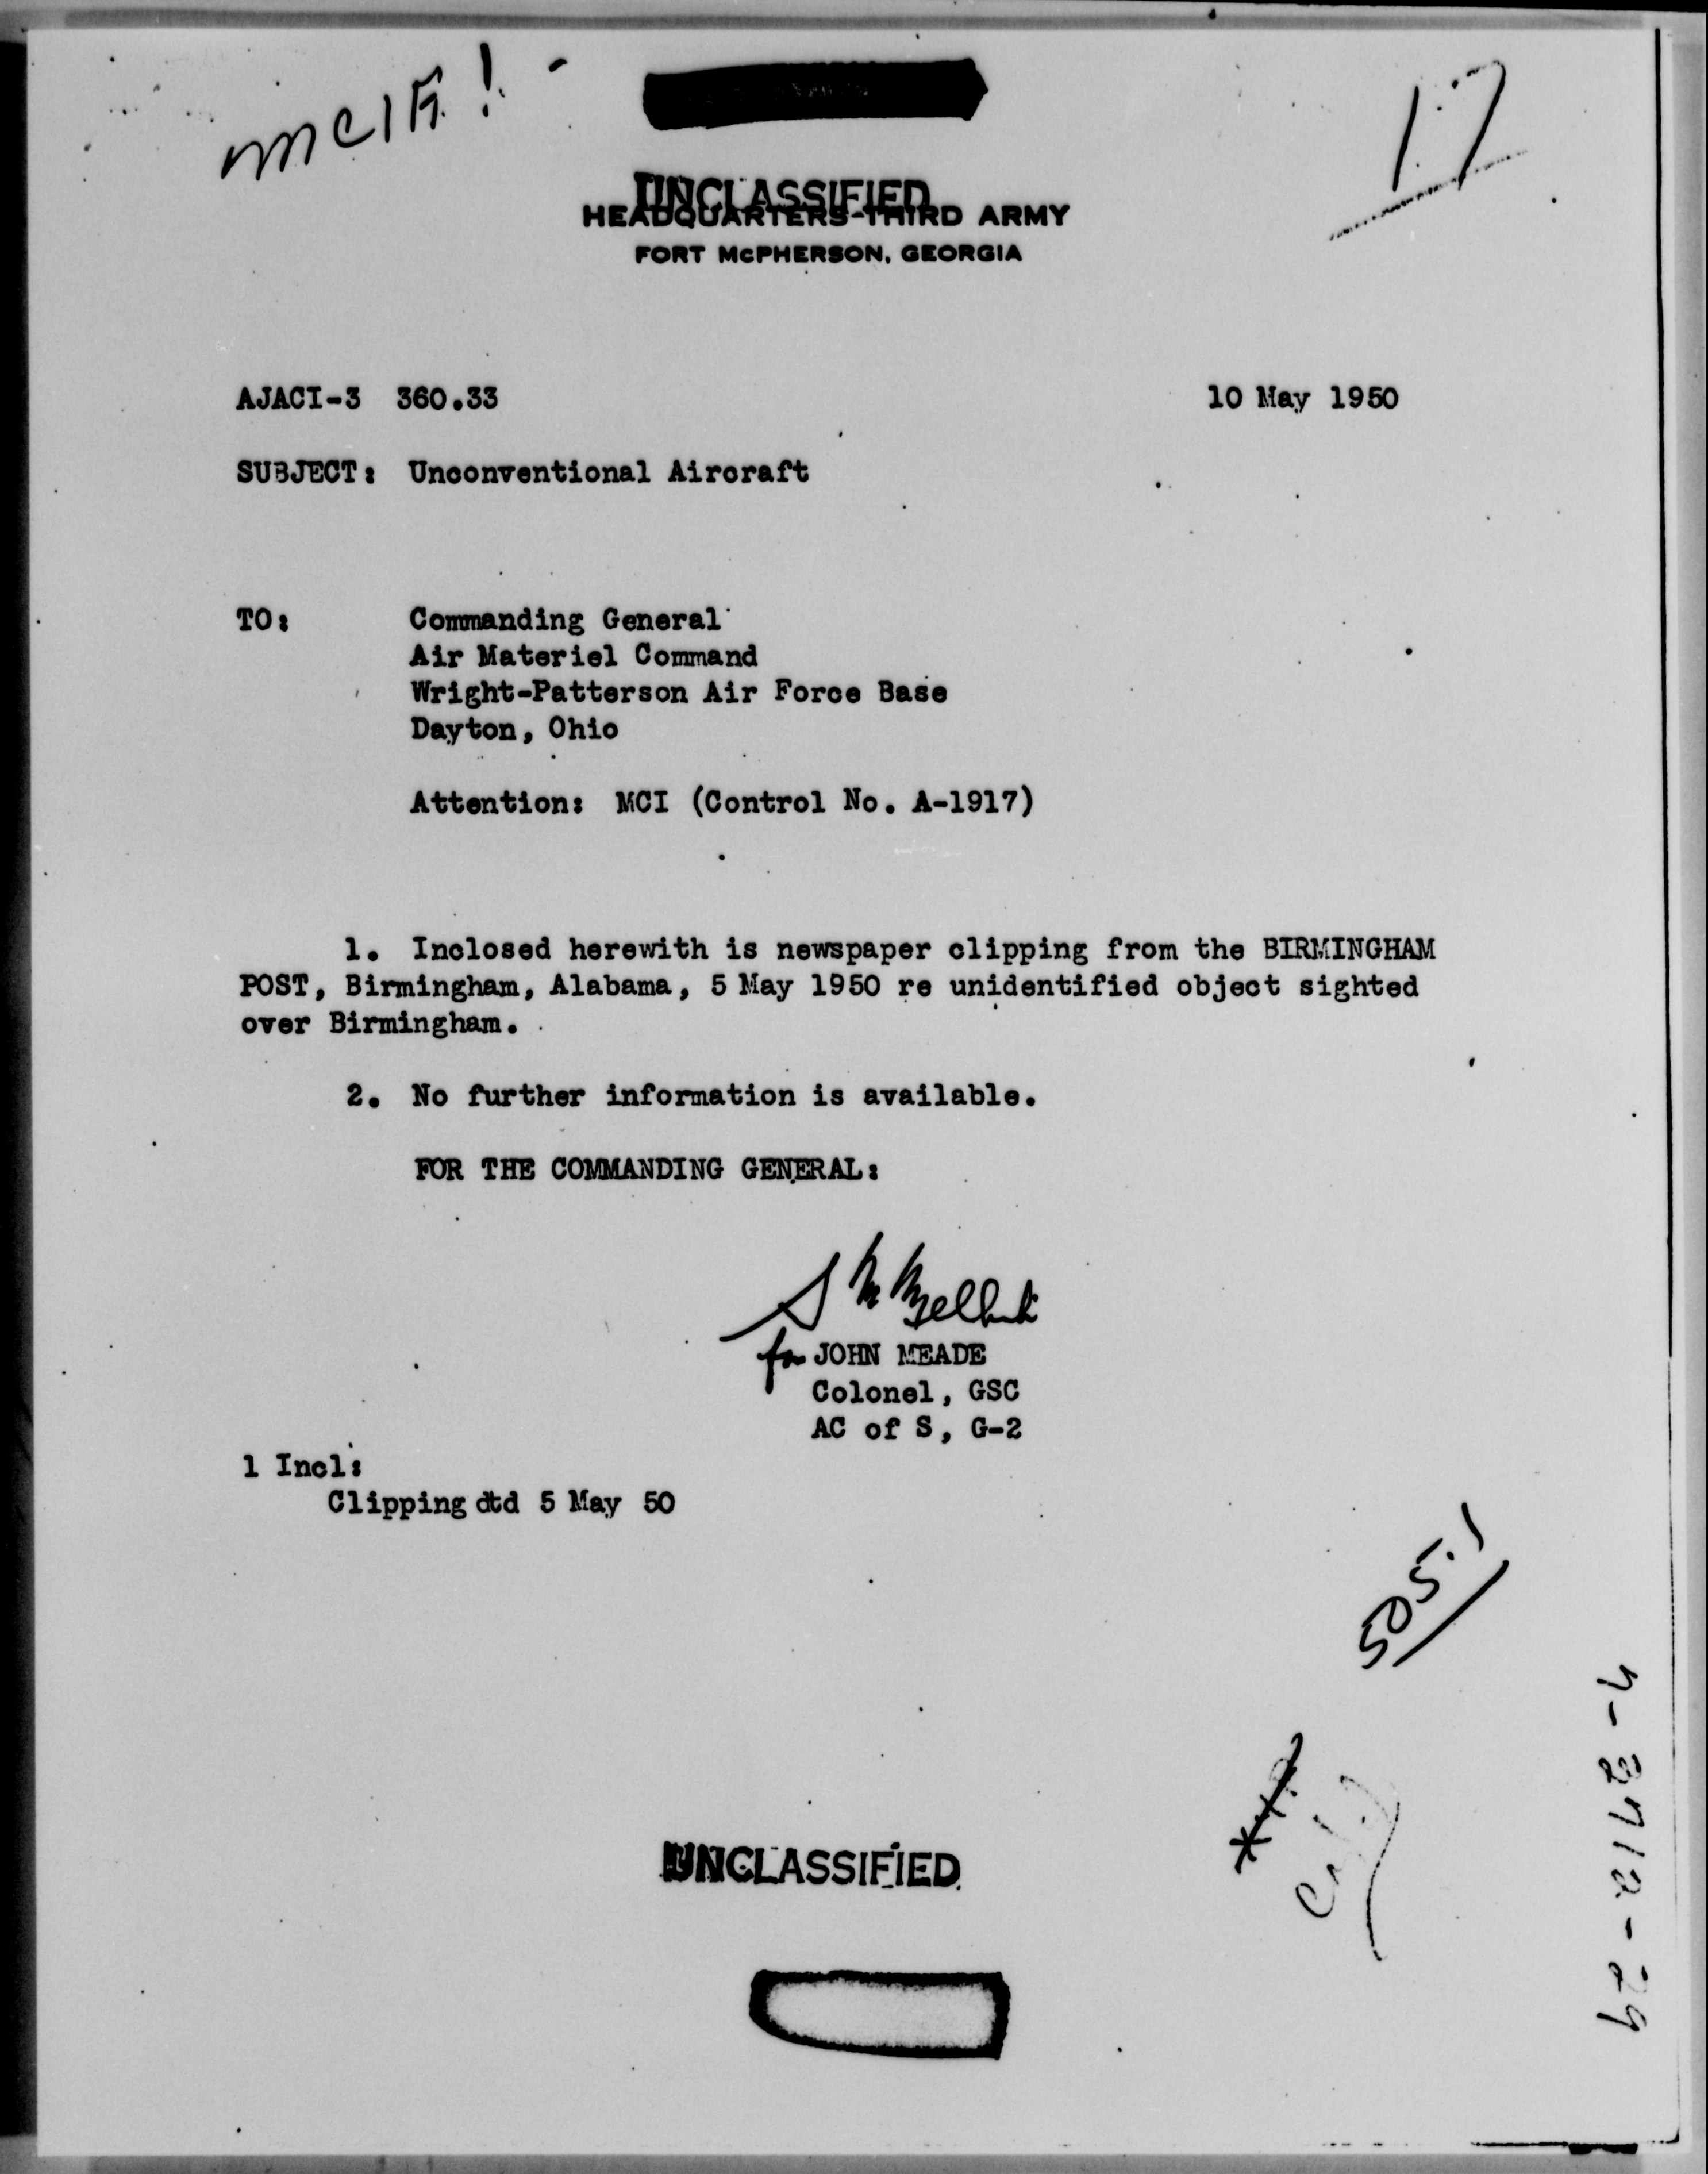 MCIA!
17
UNCLASSIFIED
HEADQUARTERS THIRD ARMY
FORT McPHERSON, GEORGIA
AJACI-3 360.33 10 May 1950
SUBJECT: Unconventional Aircraft
TO: Commanding General
Air Materiel Command
Wright-Patterson Air Force Base
Dayton, Ohio
Attention: MCI (Control No. A-1917)
1. Inclosed herewith is newspaper clipping from the BIRMINGHAM
POST, Birmingham, Alabama, 5 May 1950 re unidentified object sighted
over Birmingham.
2. No further information is available.
FOR THE COMMANDING GENERAL:
for JOHN MEADE
Colonel, GSC
AC of S, G-2
1 Incl:
Clipping dtd 5 May 50
505.1
UNCLASSIFIED